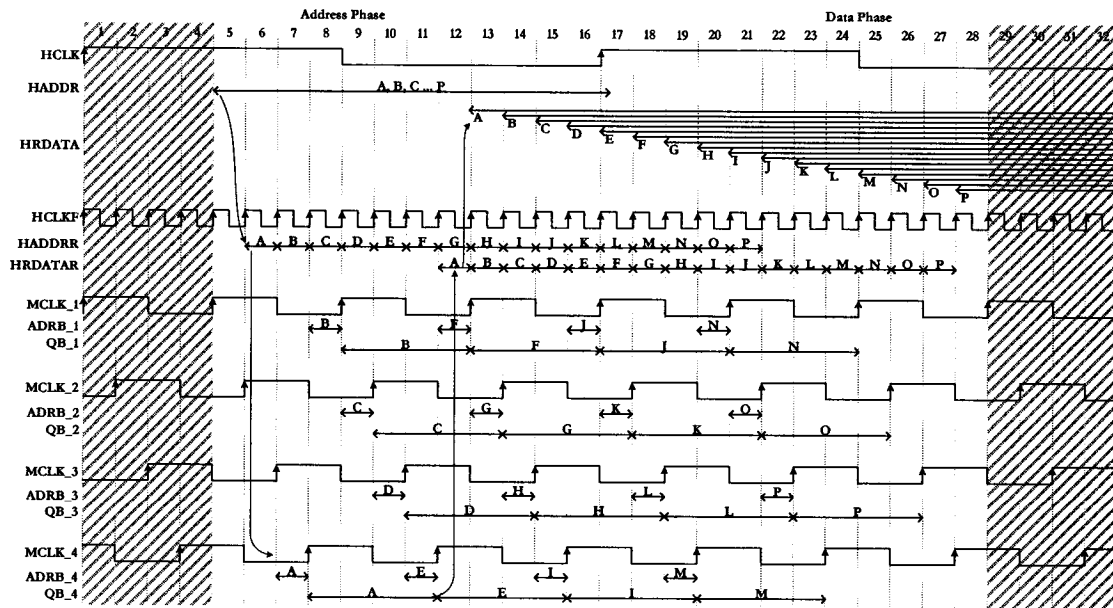 Address Phase Data Phase
1 2 3 4 5 6 7 8 9 10 11 12 13 14 15 16 17 18 19 20 21 22 23 24 25 26 27 28 29 30 31 32
HCLK
HADDR A, B, C ... P
HRDATA A B C D E F G H I J K L M N O P
HCLKF
HADDRR A B C D E F G H I J K L M N O P
HRDATAR A B C D E F G H I J K L M N O P
MCLK_1
ADRB_1 B F J N
QB_1 B F J N
MCLK_2
ADRB_2 C G K O
QB_2 C G K O
MCLK_3
ADRB_3 D H L P
QB_3 D H L P
MCLK_4
ADRB_4 A E I M
QB_4 A E I M